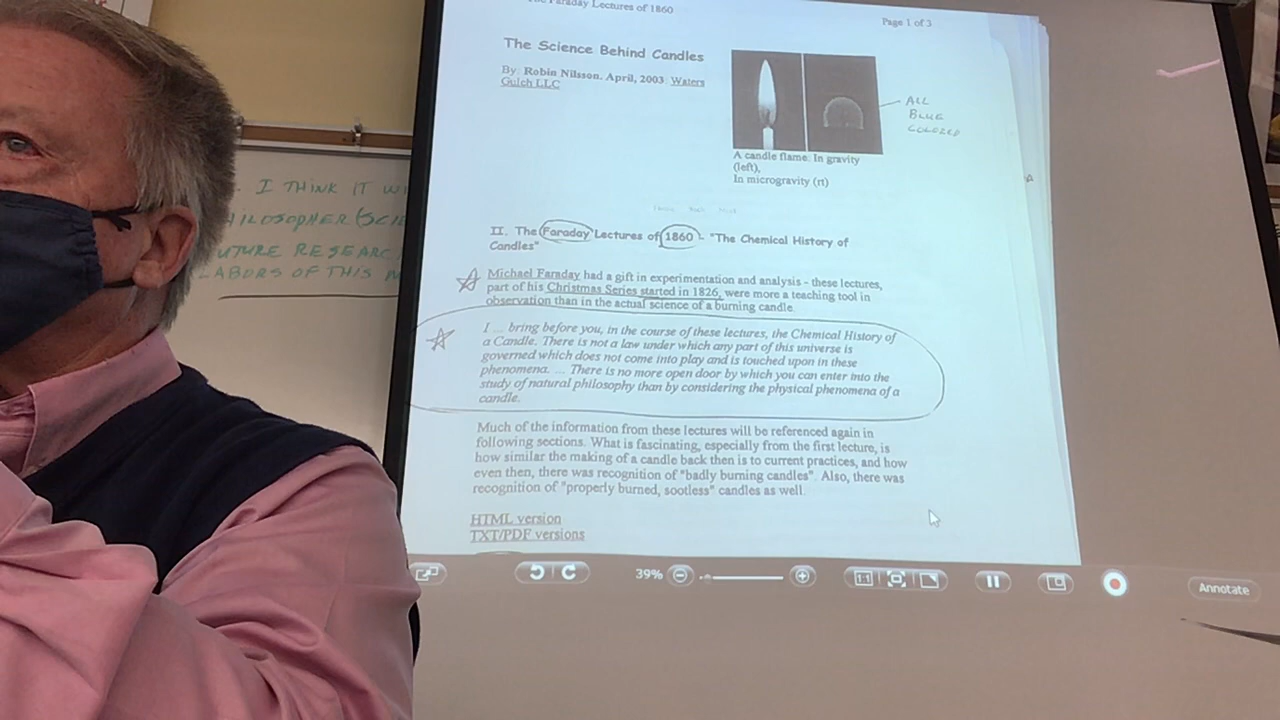 The Faraday Lectures of 1860
Page 1 of 3
The Science Behind Candles
By: Robin Nilsson. April, 2003 Waters
Gulch LLC
ALL
BLUE
COLORED
A candle flame: In gravity
(left),
In microgravity (rt)
II. The Faraday Lectures of 1860 - "The Chemical History of
Candles"
Michael Faraday had a gift in experimentation and analysis - these lectures,
part of his Christmas Series started in 1826, were more a teaching tool in
observation than in the actual science of a burning candle.
I ... bring before you, in the course of these lectures, the Chemical History of
a Candle. There is not a law under which any part of this universe is
governed which does not come into play and is touched upon in these
phenomena. ... There is no more open door by which you can enter into the
study of natural philosophy than by considering the physical phenomena of a
candle.
Much of the information from these lectures will be referenced again in
following sections. What is fascinating, especially from the first lecture, is
how similar the making of a candle back then is to current practices, and how
even then, there was recognition of "badly burning candles". Also, there was
recognition of "properly burned, sootless" candles as well.
HTML version
TXT/PDF versions
39%
1:1
Annotate
. I THINK IT WI
HILOSOPHER (SCIE
UTURE RESEARC
LABORS OF THIS M